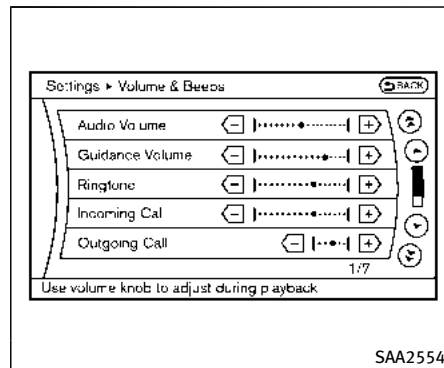 Settings ▸ Volume & Beeps
BACK
Audio Volume
Guidance Volume
Ringtone
Incoming Call
Outgoing Call
1/7
Use volume knob to adjust during playback
SAA2554